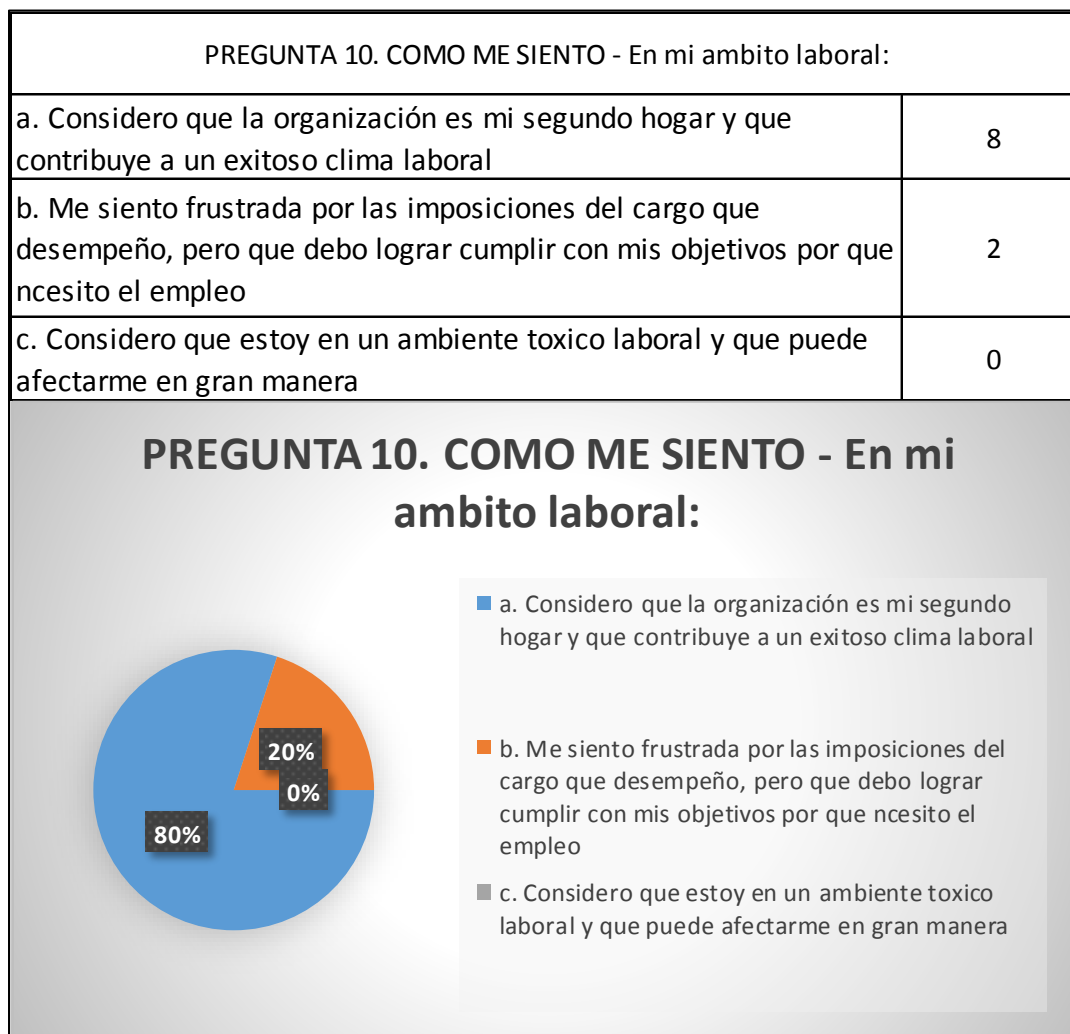 PREGUNTA 10. COMO ME SIENTO - En mi ambito laboral:
a. Considero que la organización es mi segundo hogar y que
contribuye a un exitoso clima laboral
8
b. Me siento frustrada por las imposiciones del cargo que
desempeño, pero que debo lograr cumplir con mis objetivos por que
ncesito el empleo
2
c. Considero que estoy en un ambiente toxico laboral y que puede
afectarme en gran manera
0
PREGUNTA 10. COMO ME SIENTO - En mi
ambito laboral:
20%
0%
80%
a. Considero que la organización es mi segundo
hogar y que contribuye a un exitoso clima laboral
b. Me siento frustrada por las imposiciones del
cargo que desempeño, pero que debo lograr
cumplir con mis objetivos por que ncesito el
empleo
c. Considero que estoy en un ambiente toxico
laboral y que puede afectarme en gran manera